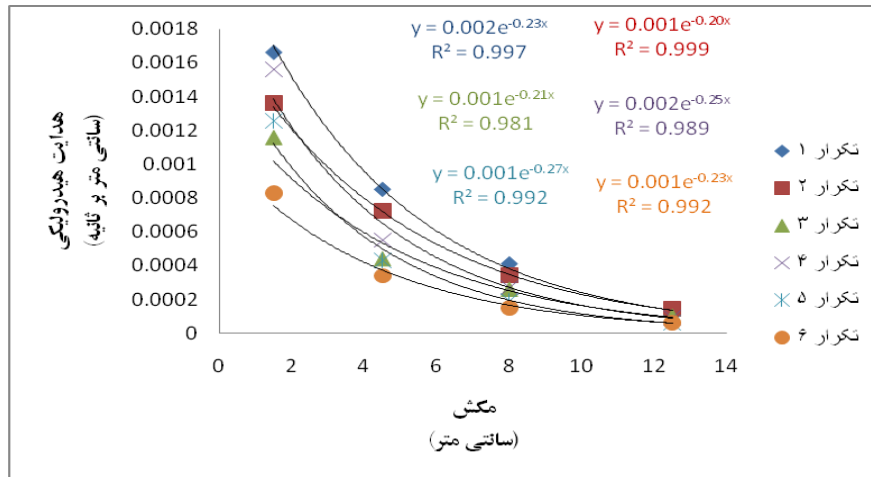 هدایت هیدرولیکی
(سانتی متر بر ثانیه)
0.0018
0.0016
0.0014
0.0012
0.001
0.0008
0.0006
0.0004
0.0002
0
y = 0.002e^-0.23x
R² = 0.997
y = 0.001e^-0.20x
R² = 0.999
y = 0.001e^-0.21x
R² = 0.981
y = 0.002e^-0.25x
R² = 0.989
y = 0.001e^-0.27x
R² = 0.992
y = 0.001e^-0.23x
R² = 0.992
تکرار ۱
تکرار ۲
تکرار ۳
تکرار ۴
تکرار ۵
تکرار ۶
0 2 4 6 8 10 12 14
مکش
(سانتی متر)